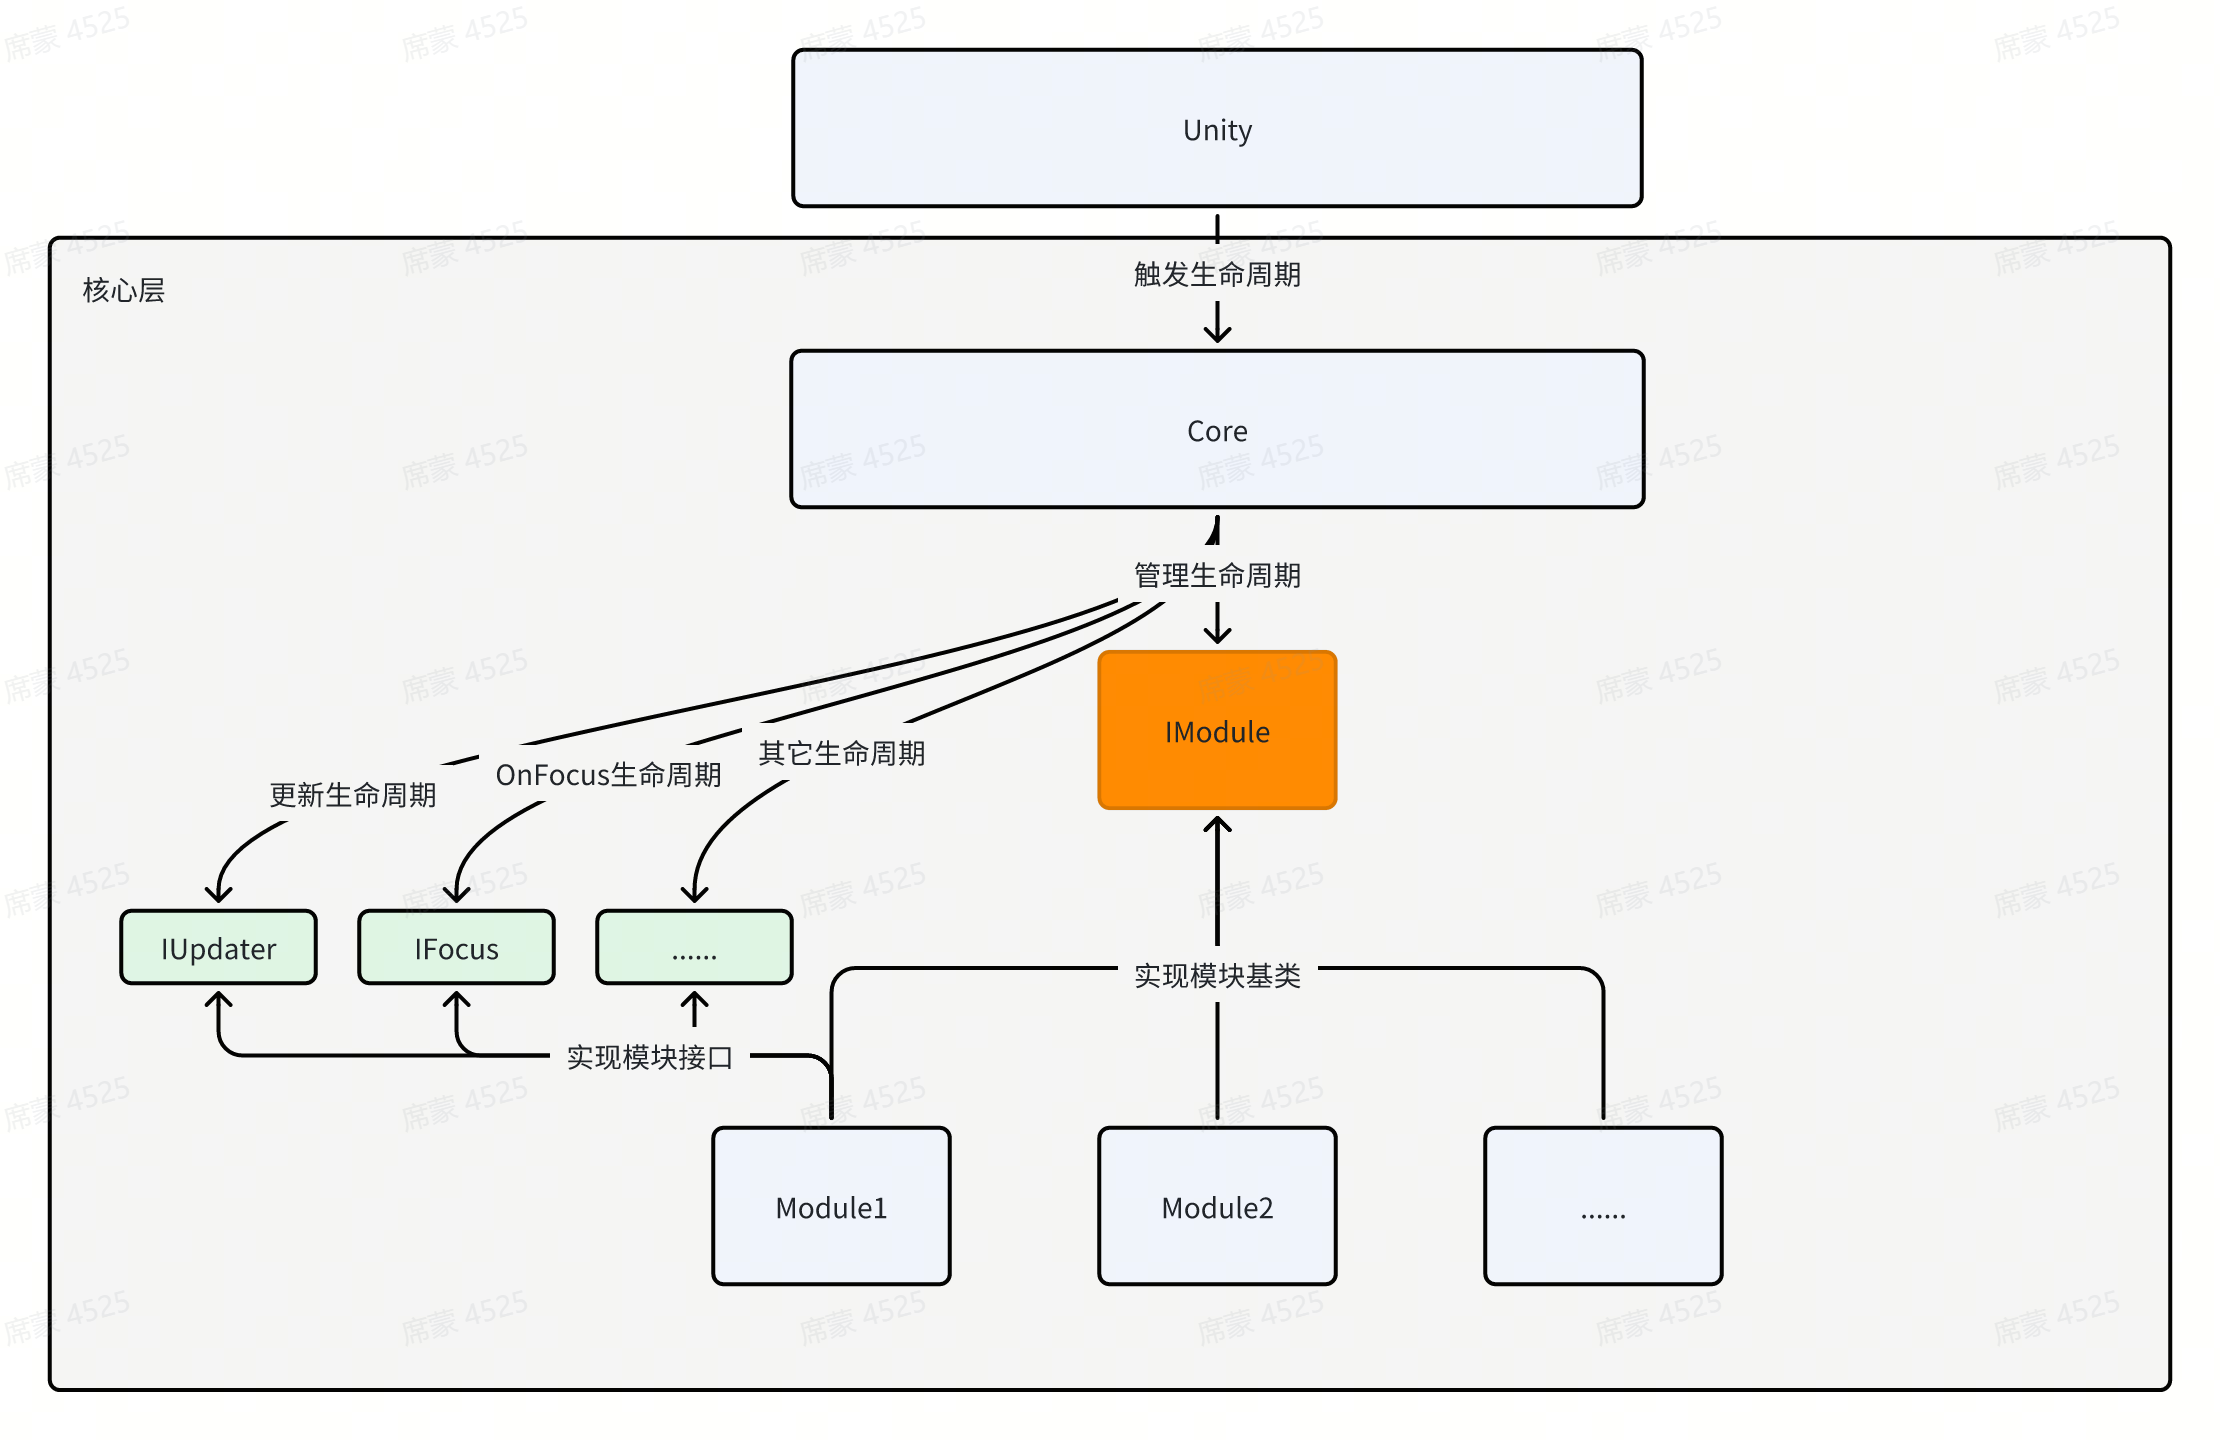 Unity
核心层
触发生命周期
Core
管理生命周期
IModule
其它生命周期
OnFocus生命周期
更新生命周期
IUpdater
IFocus
......
实现模块基类
实现模块接口
Module1
Module2
......
席蒙 4525